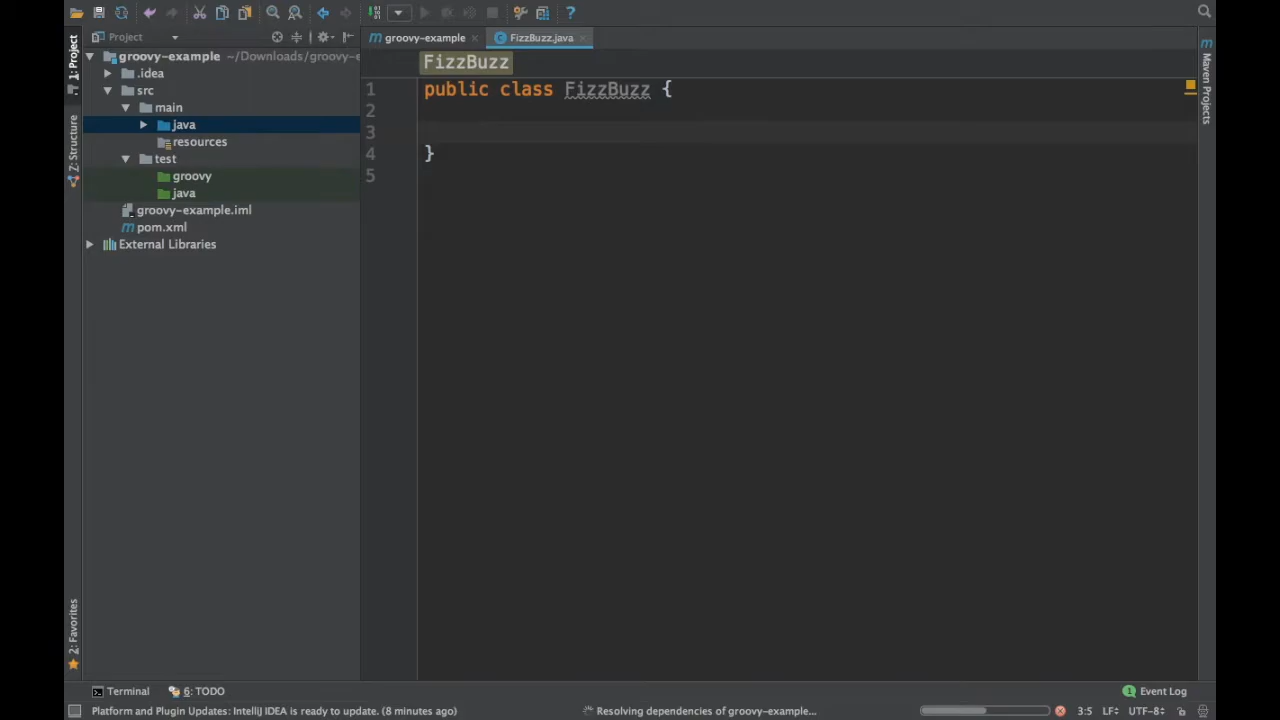 1: Project
Z: Structure
2: Favorites
Project
groovy-example ~/Downloads/groovy-e
.idea
src
main
java
resources
test
groovy
java
groovy-example.iml
m pom.xml
External Libraries
m groovy-example
C FizzBuzz.java
FizzBuzz
1 public class FizzBuzz {
2
3
4 }
5
m Maven Projects
Terminal
6: TODO
1 Event Log
Platform and Plugin Updates: IntelliJ IDEA is ready to update. (8 minutes ago)
Resolving dependencies of groovy-example...
3:5 LF÷ UTF-8÷